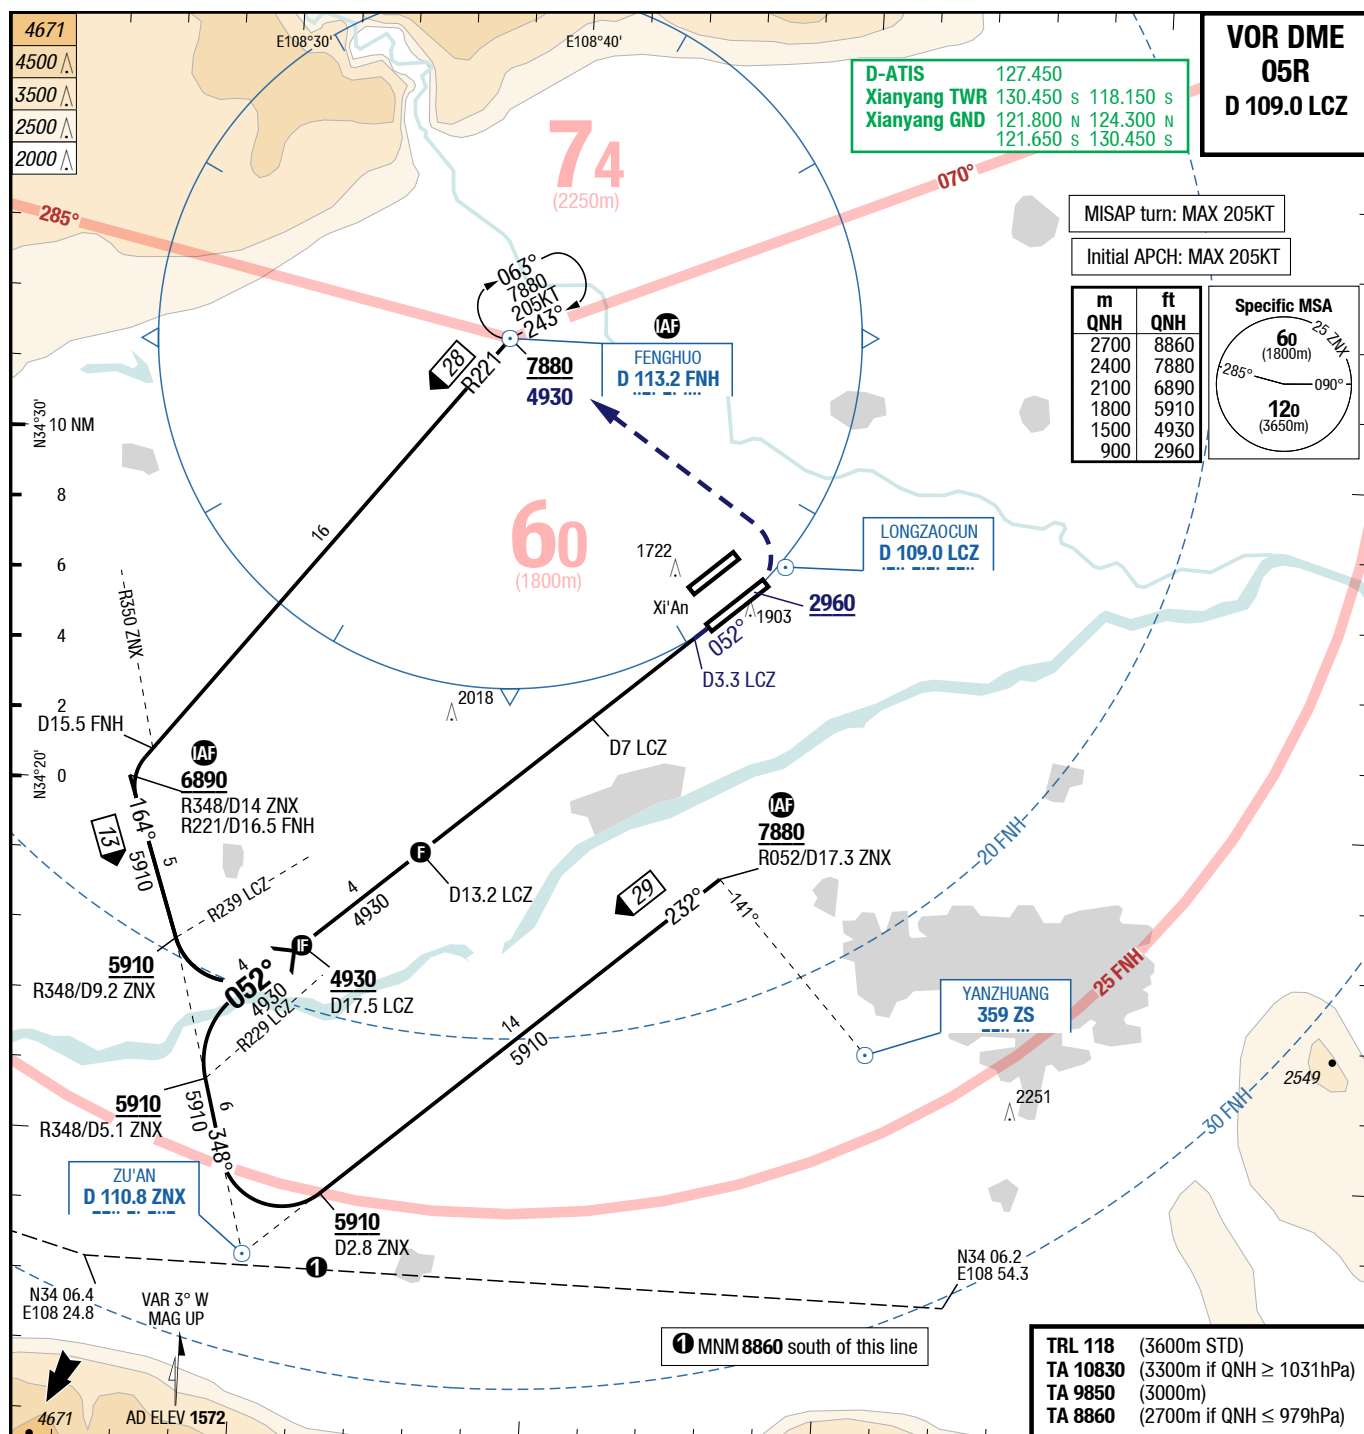 4671
4500
3500
2500
2000
E108°30'
E108°40'
VOR DME
05R
D 109.0 LCZ
D-ATIS 127.450
Xianyang TWR 130.450 S 118.150 S
Xianyang GND 121.800 N 124.300 N
121.650 S 130.450 S
74
(2250m)
285°
070°
MISAP turn: MAX 205KT
Initial APCH: MAX 205KT
m ft
QNH QNH
2700 8860
2400 7880
2100 6890
1800 5910
1500 4930
900 2960
Specific MSA
25 ZNX
60
(1800m)
285°
090°
120
(3650m)
063°
7880
205KT
243°
IAF
FENGHUO
D 113.2 FNH
7880
4930
28
R221
N34°30'
10 NM
8
6
4
2
0
N34°20'
16
60
(1800m)
LONGZAOCUN
D 109.0 LCZ
1722
Xi'An
1903
2960
052°
D3.3 LCZ
2018
D7 LCZ
R350 ZNX
D15.5 FNH
IAF
6890
R348/D14 ZNX
R221/D16.5 FNH
164°
13
5
5910
R239 LCZ
F
D13.2 LCZ
4
4930
IAF
7880
R052/D17.3 ZNX
20 FNH
29
232°
141°
5910
R348/D9.2 ZNX
4
052°
4930
IF
4930
D17.5 LCZ
R229 LCZ
14
5910
25 FNH
YANZHUANG
359 ZS
2549
2251
30 FNH
5910
R348/D5.1 ZNX
6
5910
348°
ZU'AN
D 110.8 ZNX
5910
D2.8 ZNX
1
N34 06.4
E108 24.8
N34 06.2
E108 54.3
VAR 3° W
MAG UP
1 MNM 8860 south of this line
4671
AD ELEV 1572
TRL 118 (3600m STD)
TA 10830 (3300m if QNH ≥ 1031hPa)
TA 9850 (3000m)
TA 8860 (2700m if QNH ≤ 979hPa)